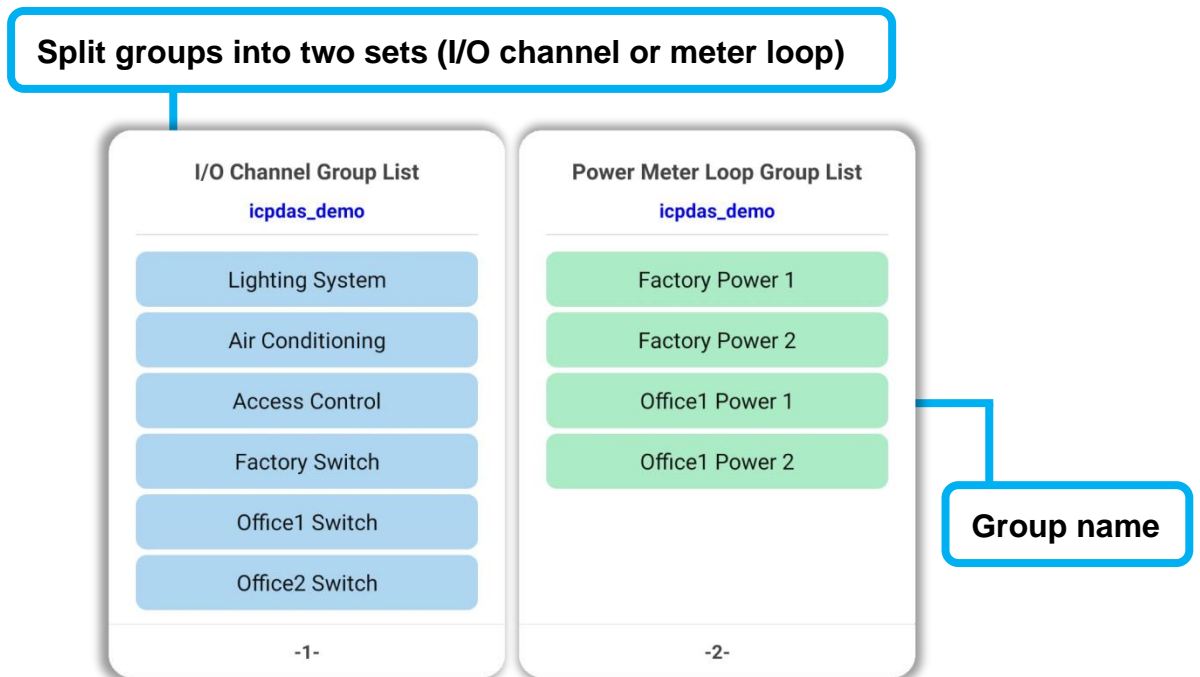 Split groups into two sets (I/O channel or meter loop)
I/O Channel Group List
icpdas_demo
Lighting System
Air Conditioning
Access Control
Factory Switch
Office1 Switch
Office2 Switch
-1-
Power Meter Loop Group List
icpdas_demo
Factory Power 1
Factory Power 2
Office1 Power 1
Office1 Power 2
-2-
Group name